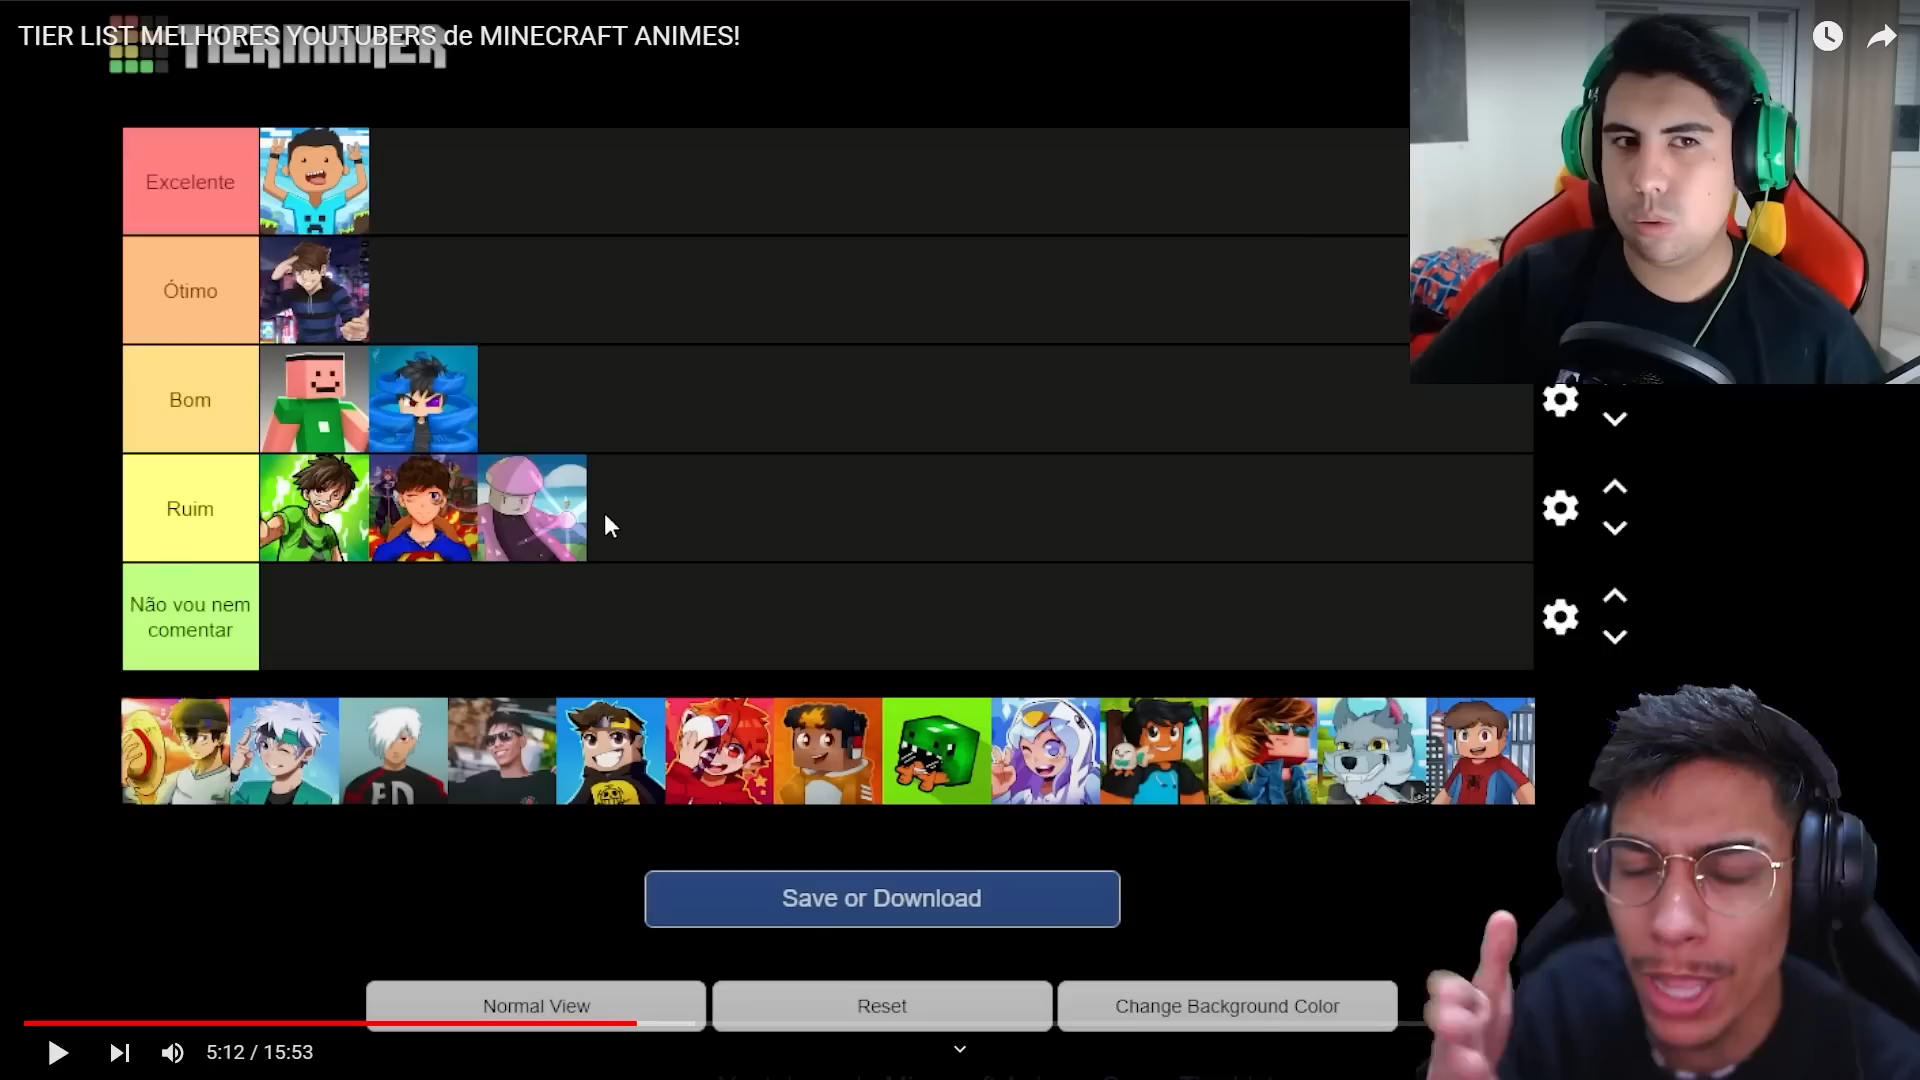 TIER LIST MELHORES YOUTUBERS de MINECRAFT ANIMES!
TIERMAKER
Excelente
Ótimo
Bom
Ruim
Não vou nem
comentar
Save or Download
Normal View
Reset
Change Background Color
5:12 / 15:53